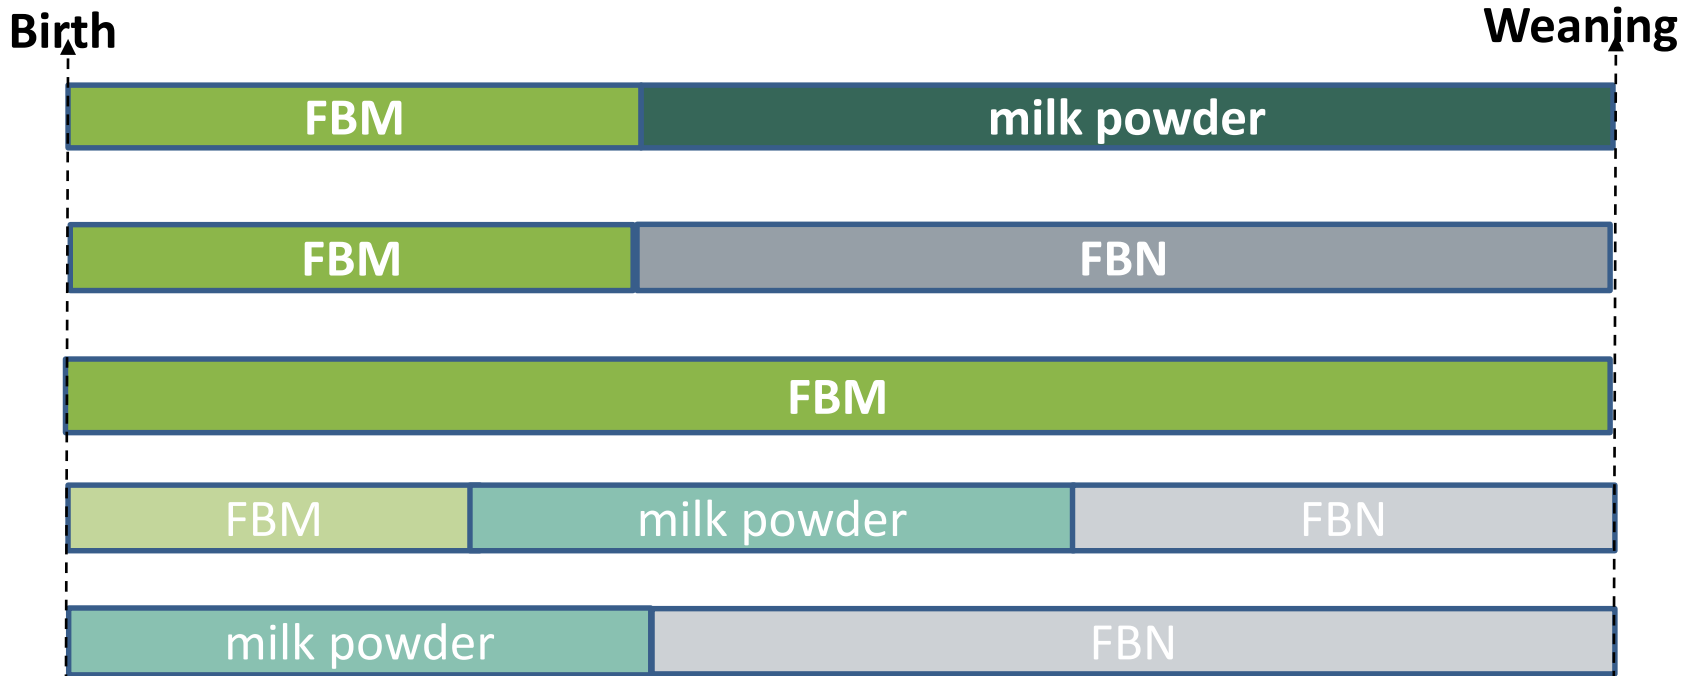 Birth
Weaning
FBM
milk powder
FBM
FBN
FBM
FBM
milk powder
FBN
milk powder
FBN